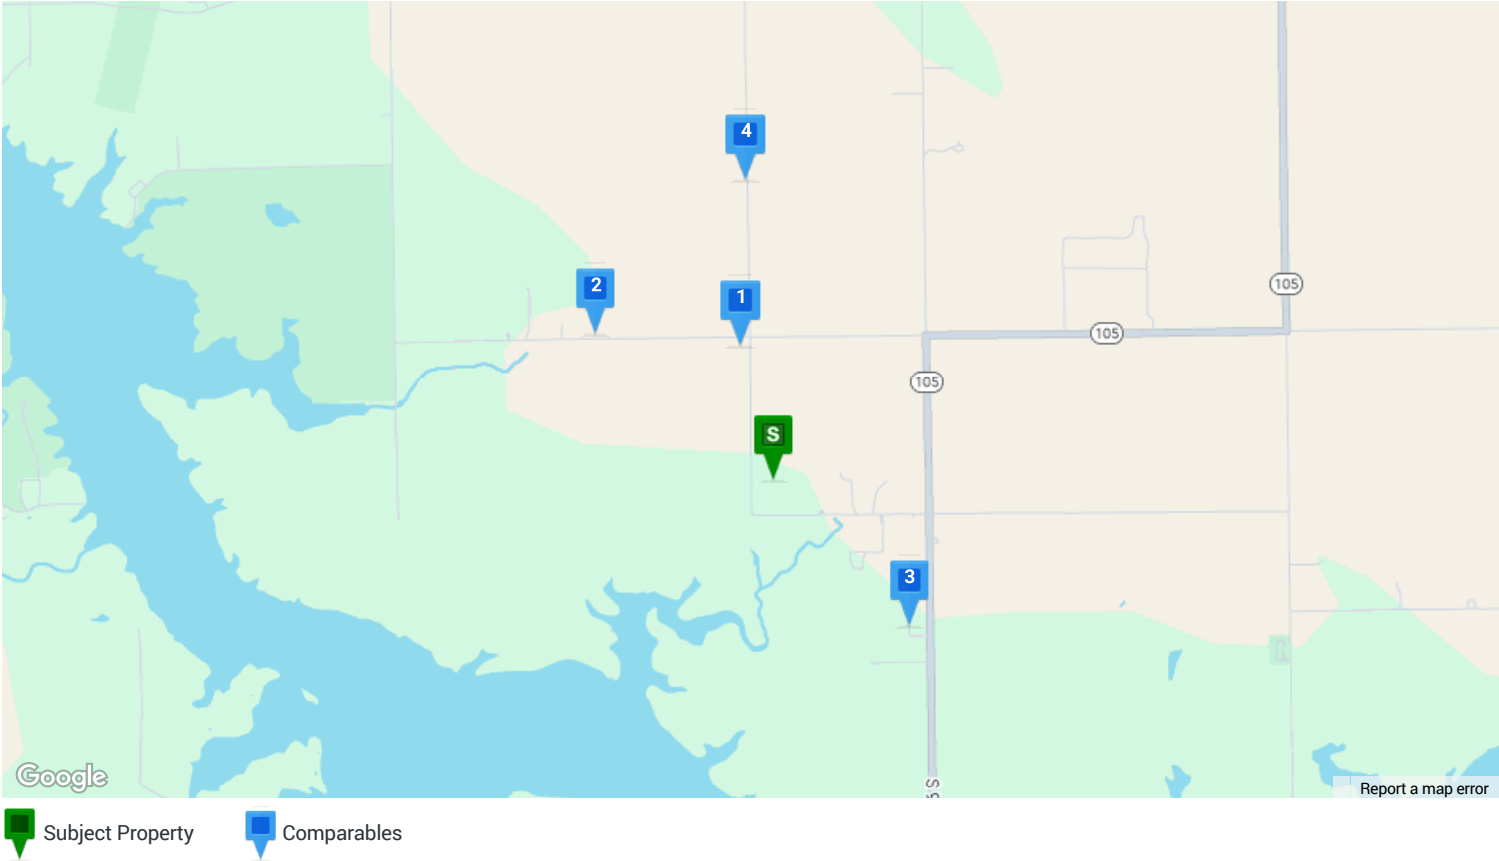 4
2
1
105
105
105
S
3
Google
S
Report a map error
Subject Property
Comparables